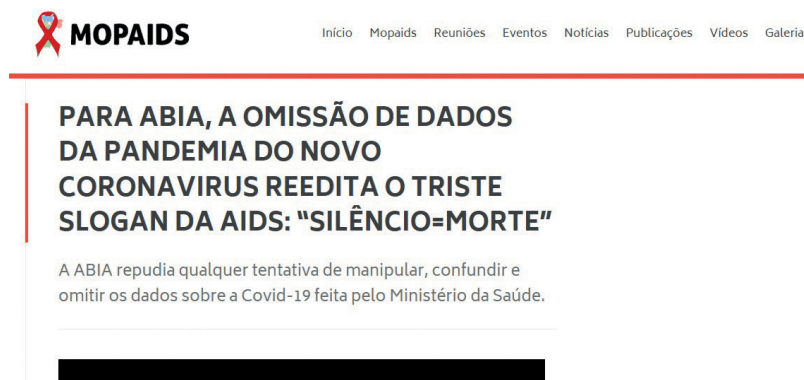 MOPAIDS
Início Mopaids Reuniões Eventos Notícias Publicações Vídeos Galeria
PARA ABIA, A OMISSÃO DE DADOS
DA PANDEMIA DO NOVO
CORONAVIRUS REEDITA O TRISTE
SLOGAN DA AIDS: “SILÊNCIO=MORTE”
A ABIA repudia qualquer tentativa de manipular, confundir e
omitir os dados sobre a Covid-19 feita pelo Ministério da Saúde.